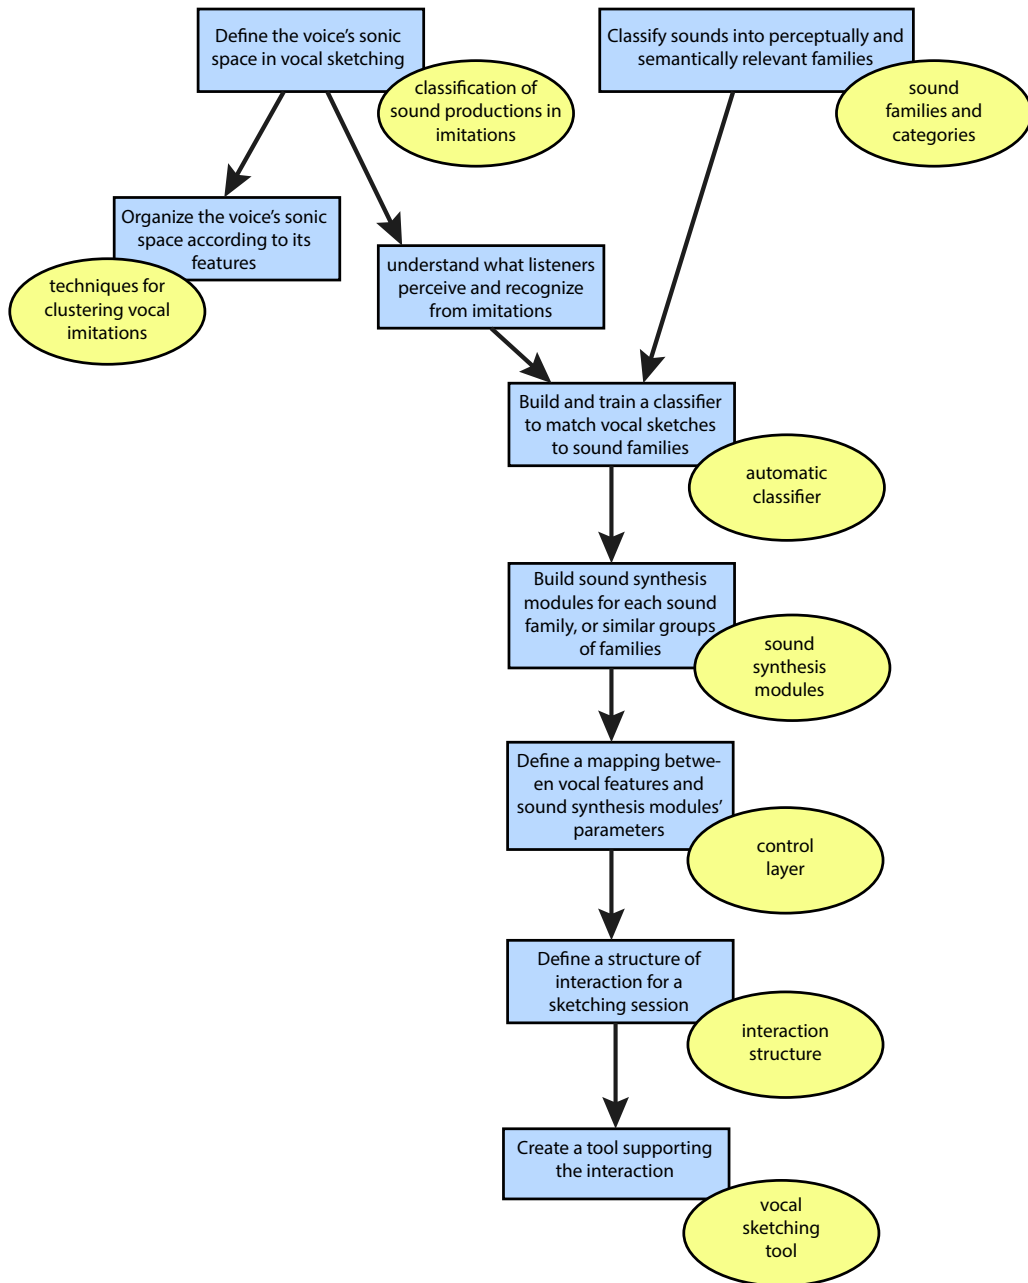 Define the voice's sonic
space in vocal sketching
classification of
sound productions in
imitations
Classify sounds into perceptually and
semantically relevant families
sound
families and
categories
Organize the voice's sonic
space according to its
features
techniques for
clustering vocal
imitations
understand what listeners
perceive and recognize
from imitations
Build and train a classifier
to match vocal sketches
to sound families
automatic
classifier
Build sound synthesis
modules for each sound
family, or similar groups
of families
sound
synthesis
modules
Define a mapping betwe-
en vocal features and
sound synthesis modules'
parameters
control
layer
Define a structure of
interaction for a
sketching session
interaction
structure
Create a tool supporting
the interaction
vocal
sketching
tool